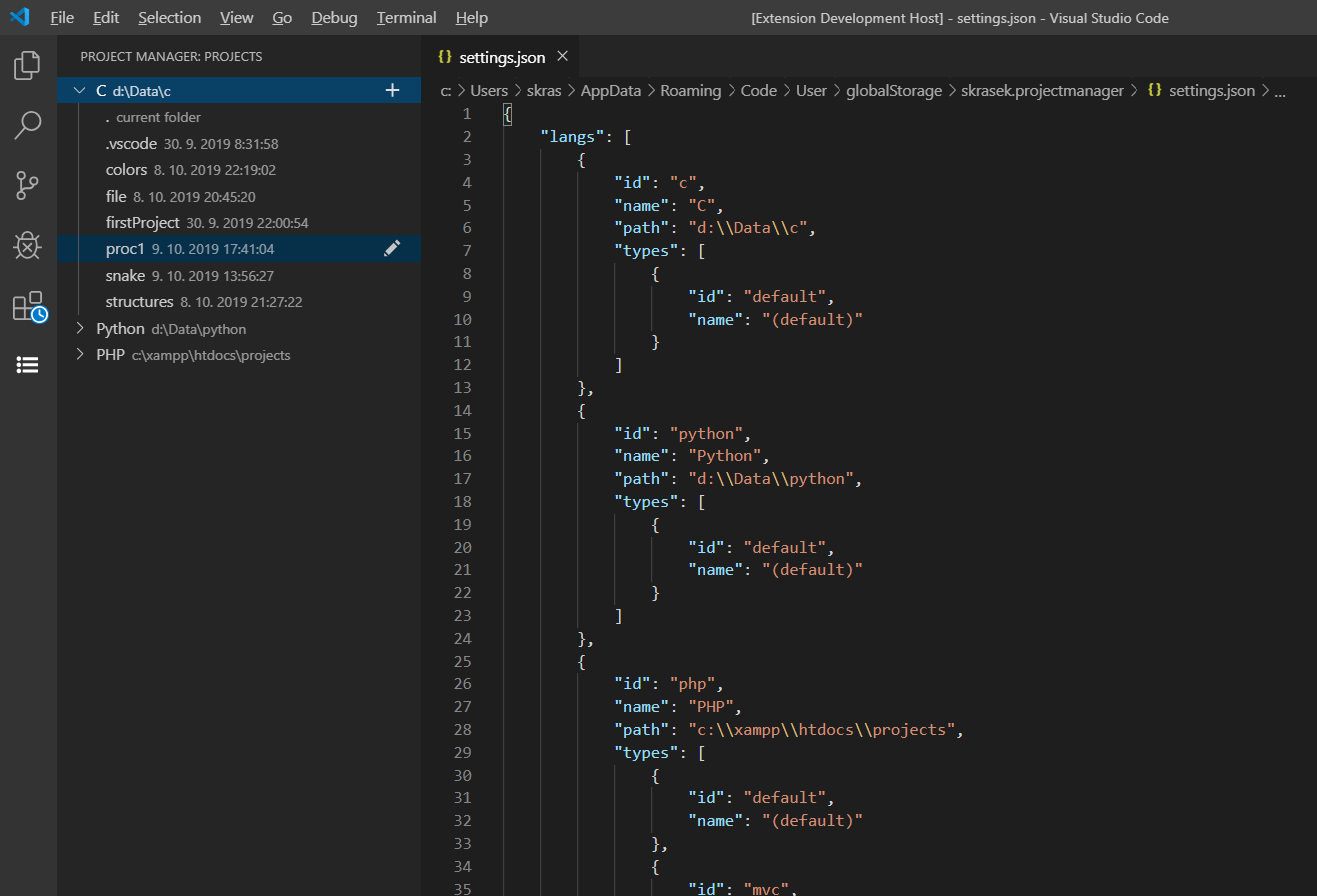 File Edit Selection View Go Debug Terminal Help [Extension Development Host] - settings.json - Visual Studio Code
PROJECT MANAGER: PROJECTS
C d:\Data\c
. current folder
.vscode 30. 9. 2019 8:31:58
colors 8. 10. 2019 22:19:02
file 8. 10. 2019 20:45:20
firstProject 30. 9. 2019 22:00:54
proc1 9. 10. 2019 17:41:04
snake 9. 10. 2019 13:56:27
structures 8. 10. 2019 21:27:22
Python d:\Data\python
PHP c:\xampp\htdocs\projects
{} settings.json
c: > Users > skras > AppData > Roaming > Code > User > globalStorage > skrasek.projectmanager > {} settings.json > ...
1 {
2 "langs": [
3 {
4 "id": "c",
5 "name": "C",
6 "path": "d:\\Data\\c",
7 "types": [
8 {
9 "id": "default",
10 "name": "(default)"
11 }
12 ]
13 },
14 {
15 "id": "python",
16 "name": "Python",
17 "path": "d:\\Data\\python",
18 "types": [
19 {
20 "id": "default",
21 "name": "(default)"
22 }
23 ]
24 },
25 {
26 "id": "php",
27 "name": "PHP",
28 "path": "c:\\xampp\\htdocs\\projects",
29 "types": [
30 {
31 "id": "default",
32 "name": "(default)"
33 },
34 {
35 "id": "mvc",